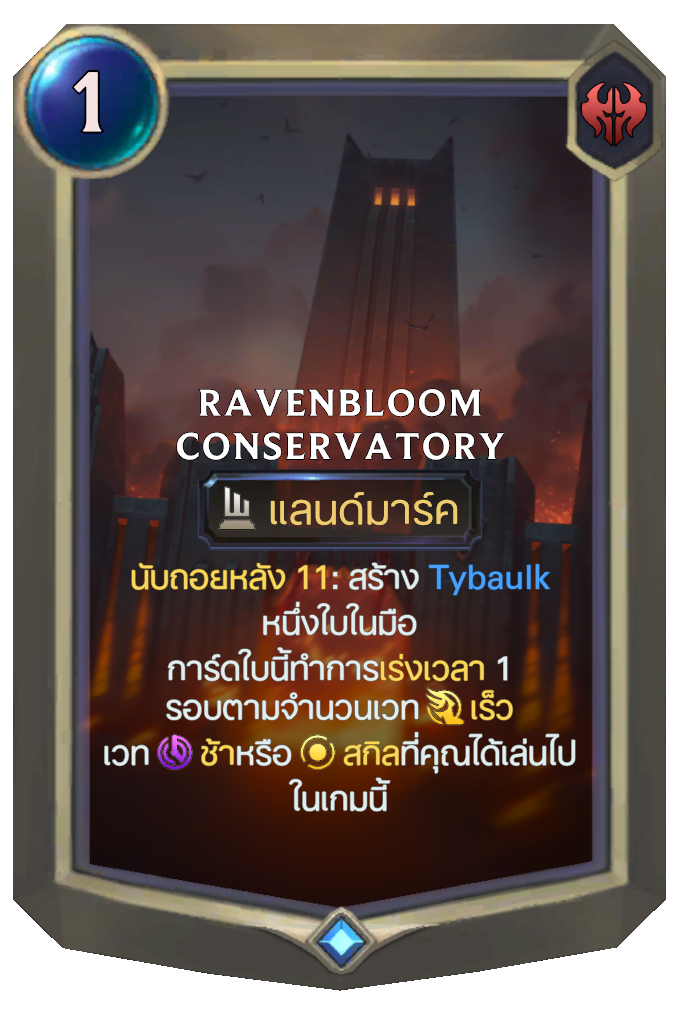 1
RAVENBLOOM
CONSERVATORY
แลนด์มาร์ค
นับถอยหลัง 11: สร้าง Tybaulk
หนึ่งใบในมือ
การ์ดใบนี้ทำการเร่งเวลา 1
รอบตามจำนวนเวท เร็ว
เวท ช้าหรือ สกิลที่คุณได้เล่นไป
ในเกมนี้